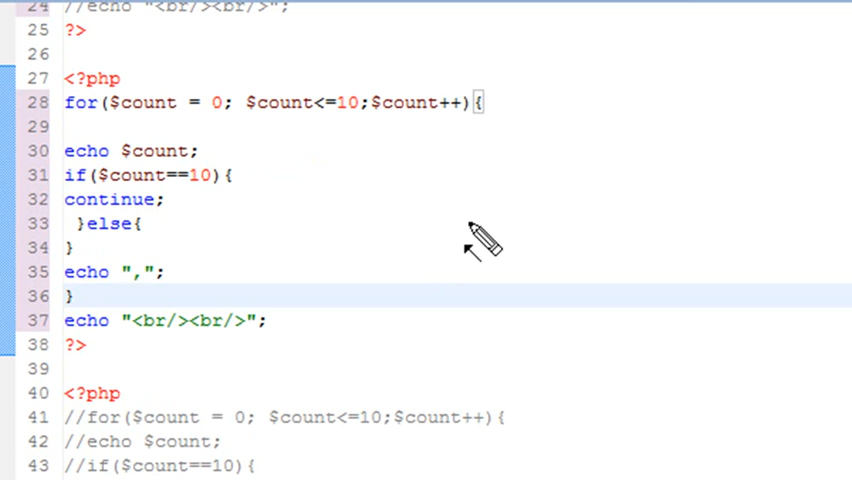 24 //echo "<br/><br/>";
25 ?>
26
27 <?php
28 for($count = 0; $count<=10;$count++){
29
30 echo $count;
31 if($count==10){
32 continue;
33 }else{
34 }
35 echo ",";
36 }
37 echo "<br/><br/>";
38 ?>
39
40 <?php
41 //for($count = 0; $count<=10;$count++){
42 //echo $count;
43 //if($count==10){